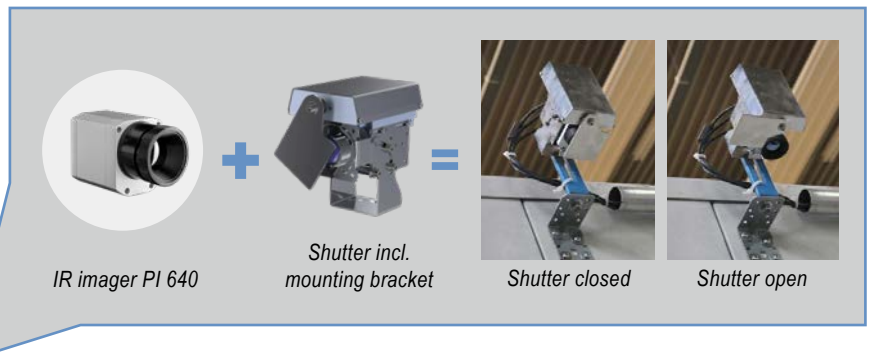 IR imager PI 640
Shutter incl.
mounting bracket
Shutter closed
Shutter open